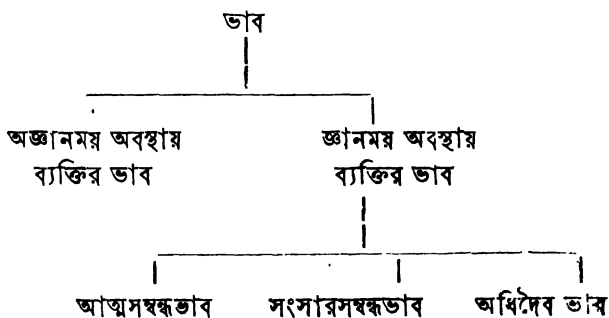 ভাব
অজ্ঞানময় অবস্থায় জ্ঞানময় অবস্থায়
ব্যক্তির ভাব ব্যক্তির ভাব
আত্মসম্বন্ধভাব সংসারসম্বন্ধভাব অধিদৈব ভাব